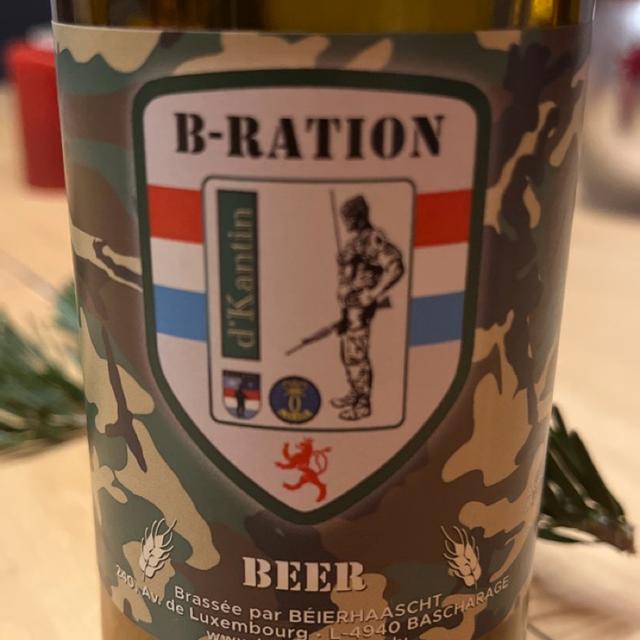 B-RATION
d'Kantin
BEER
Brassée par BÉIERHAASCHT
240, Av. de Luxembourg - L-4940 BASCHARAGE